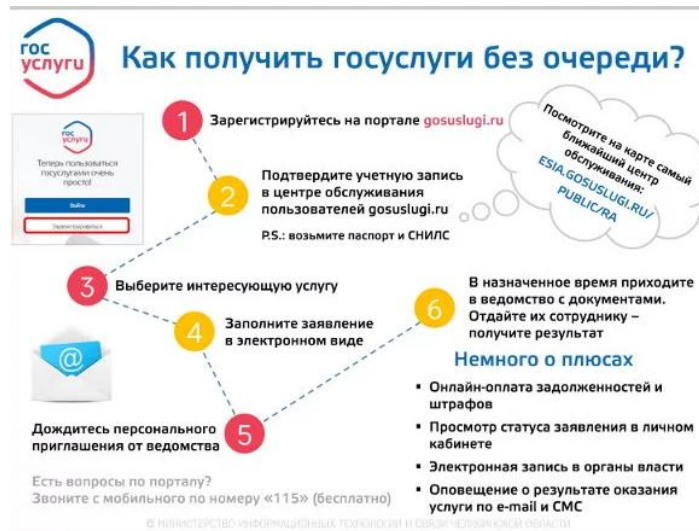 гос
услуги
Как получить госуслуги без очереди?
1
Зарегистрируйтесь на портале gosuslugi.ru
Посмотрите на карте самый
ближайший центр
обслуживания:
ESIA.GOSUSLUGI.RU/
PUBLIC/RA
гос
услуги
Теперь пользоваться
госуслугами очень
просто!
Войти
Зарегистрироваться
2
Подтвердите учетную запись
в центре обслуживания
пользователей gosuslugi.ru
P.S.: возьмите паспорт и СНИЛС
3
Выберите интересующую услугу
4
Заполните заявление
в электронном виде
@
Дождитесь персонального
приглашения от ведомства
5
6
В назначенное время приходите
в ведомство с документами.
Отдайте их сотруднику –
получите результат
Немного о плюсах
▪ Онлайн-оплата задолженностей и
штрафов
▪ Просмотр статуса заявления в личном
кабинете
▪ Электронная запись в органы власти
▪ Оповещение о результате оказания
услуги по e-mail и СМС
Есть вопросы по порталу?
Звоните с мобильного по номеру «115» (бесплатно)
© МИНИСТЕРСТВО ИНФОРМАЦИОННЫХ ТЕХНОЛОГИЙ И СВЯЗИ ЧЕЛЯБИНСКОЙ ОБЛАСТИ